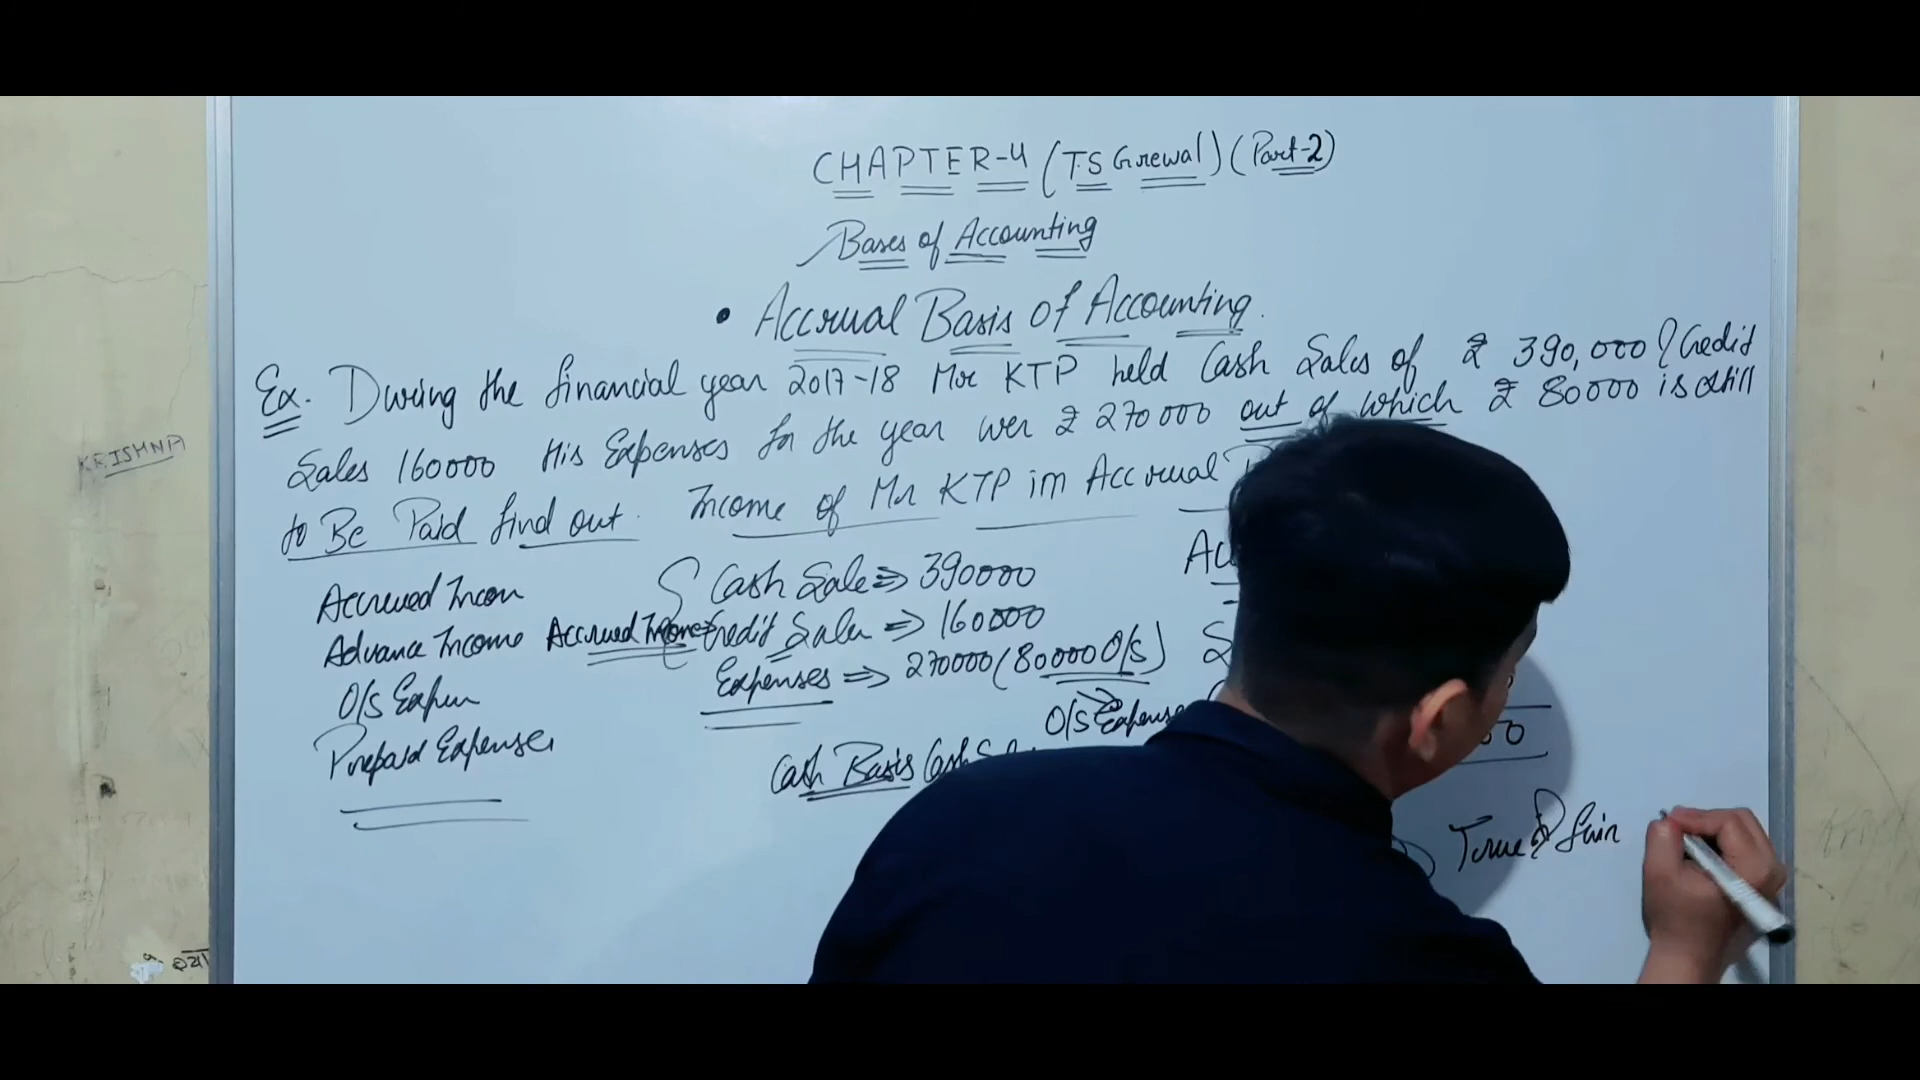 CHAPTER-4 (T.S Grewal) (Part-2)
Bases of Accounting
• Accrual Basis of Accounting.
Ex. During the financial year 2017-18 Mr KTP held Cash Sales of ₹ 390,000 & Credit
Sales 160000 His Expenses for the year wer ₹ 270000 out of which ₹ 80000 is still
to Be Paid find out. Income of Mr KTP in Accrual
Accrued Incom
Advance Income
O/s Expen
Prepaid Expenses
Cash Sale ⇒ 390000
Accrued Income Credit Sales ⇒ 160000
Expenses ⇒ 270000 (80000 O/s)
O/s Expense
Cash Basis Cash
True & fair
KRISHNA